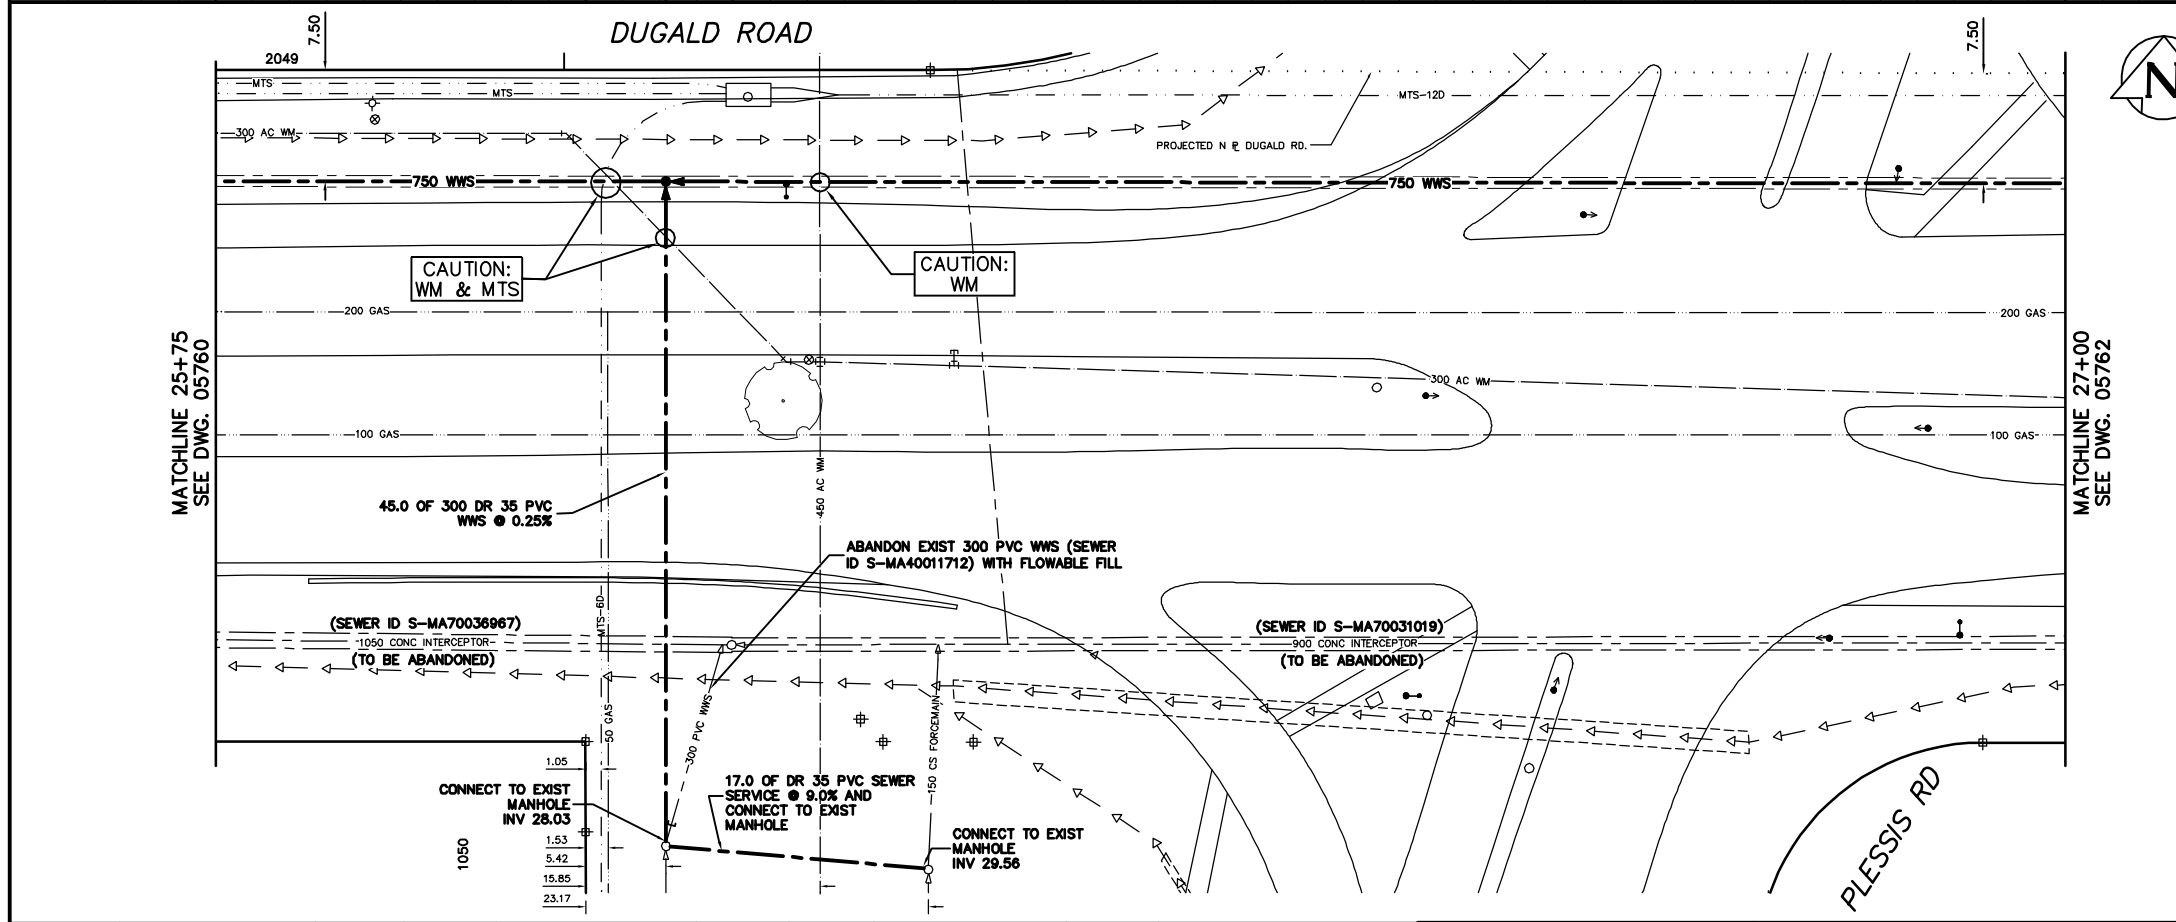 DUGALD ROAD
7.50
7.50
2049
MTS
MTS
MTS-12D
N
300 AC WM
PROJECTED N PL DUGALD RD.
750 WWS
750 WWS
CAUTION:
WM & MTS
CAUTION:
WM
200 GAS
200 GAS
MATCHLINE 25+75
SEE DWG. 05760
MATCHLINE 27+00
SEE DWG. 05762
300 AC WM
100 GAS
100 GAS
450 AC WM
45.0 OF 300 DR 35 PVC
WWS @ 0.25%
ABANDON EXIST 300 PVC WWS (SEWER
ID S-MA40011712) WITH FLOWABLE FILL
MTS-6D
(SEWER ID S-MA70036967)
1050 CONC INTERCEPTOR
(TO BE ABANDONED)
(SEWER ID S-MA70031019)
900 CONC INTERCEPTOR
(TO BE ABANDONED)
50 GAS
300 PVC WWS
150 CS FORCEMAIN
1.05
CONNECT TO EXIST
MANHOLE
INV 28.03
17.0 OF DR 35 PVC SEWER
SERVICE @ 9.0% AND
CONNECT TO EXIST
MANHOLE
CONNECT TO EXIST
MANHOLE
INV 29.56
1050
1.53
5.42
15.85
23.17
PLESSIS RD